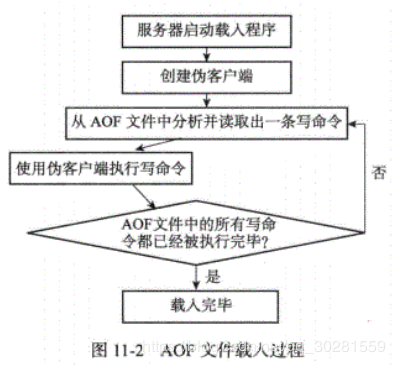 服务器启动载入程序
创建伪客户端
从 AOF 文件中分析并读取出一条写命令
使用伪客户端执行写命令
否
AOF文件中的所有写命
令都已经被执行完毕?
是
载入完毕
图 11-2 AOF 文件载入过程
30281559